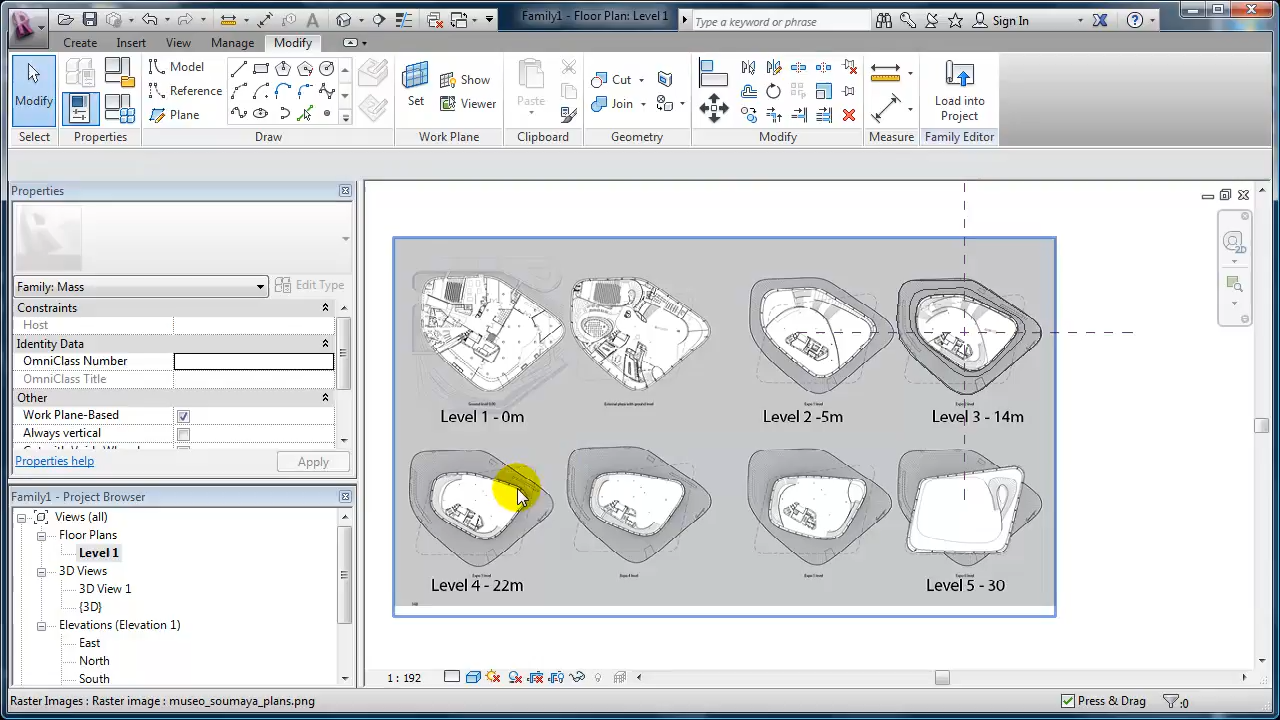 Family1 - Floor Plan: Level 1
Type a keyword or phrase
Sign In
Create
Insert
View
Manage
Modify
Modify
Select
Properties
Model
Reference
Plane
Draw
Set
Show
Viewer
Work Plane
Paste
Clipboard
Cut
Join
Geometry
Modify
Measure
Load into
Project
Family Editor
Properties
Family: Mass
Edit Type
Constraints
Host
Identity Data
OmniClass Number
OmniClass Title
Other
Work Plane-Based
Always vertical
Properties help
Apply
Family1 - Project Browser
Views (all)
Floor Plans
Level 1
3D Views
3D View 1
{3D}
Elevations (Elevation 1)
East
North
South
Level 1 - 0m
Level 2 -5m
Level 3 - 14m
Level 4 - 22m
Level 5 - 30
1 : 192
Raster Images : Raster image : museo_soumaya_plans.png
Press & Drag
:0